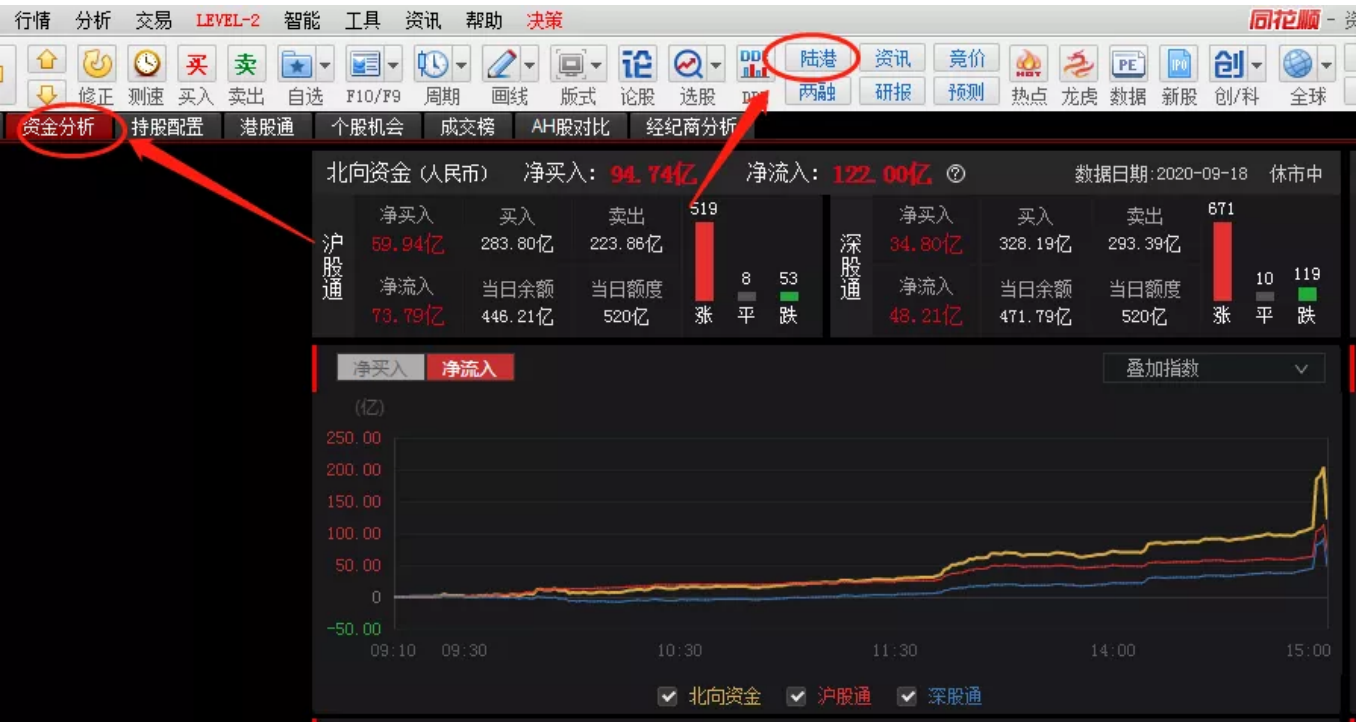 行情 分析 交易 LEVEL-2 智能 工具 资讯 帮助 决策 同花顺 -
买 卖 论 DD 陆港 资讯 竞价 HOT PE IPO 创
修正 测速 买入 卖出 自选 F10/F9 周期 画线 版式 论股 选股 两融 研报 预测 热点 龙虎 数据 新股 创/科 全球
资金分析 持股配置 港股通 个股机会 成交榜 AH股对比 经纪商分析
北向资金 (人民币) 净买入: 94.74亿 净流入: 122.00亿 ? 数据日期:2020-09-18 休市中
沪股通
净买入 买入 卖出
59.94亿 283.80亿 223.86亿
净流入 当日余额 当日额度
73.79亿 446.21亿 520亿
519 8 53
涨 平 跌
深股通
净买入 买入 卖出
34.80亿 328.19亿 293.39亿
净流入 当日余额 当日额度
48.21亿 471.79亿 520亿
671 10 119
涨 平 跌
净买入 净流入 叠加指数
(亿)
250.00
200.00
150.00
100.00
50.00
0
-50.00
09:10 09:30 10:30 11:30 14:00 15:00
北向资金 沪股通 深股通